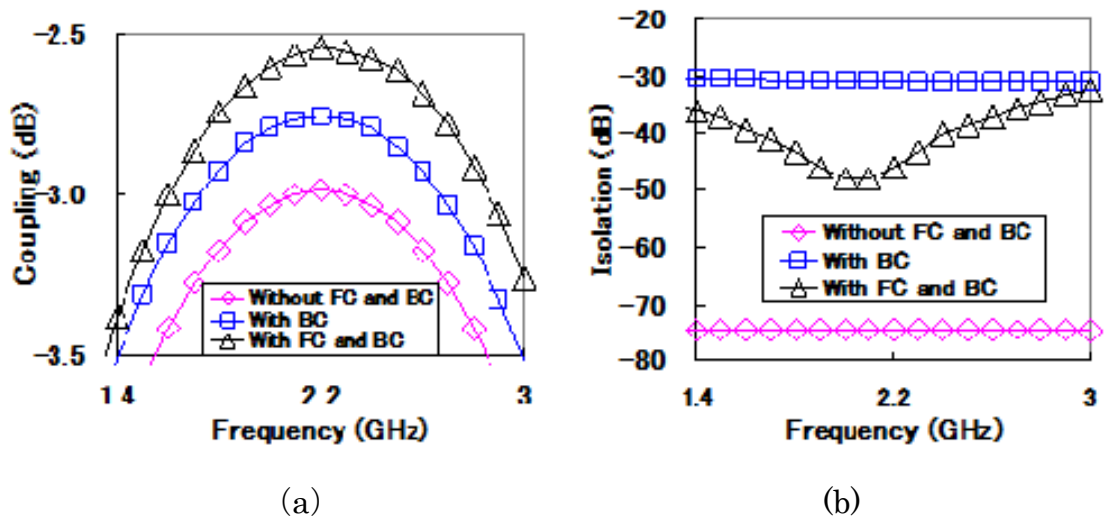 -2.5
-3.0
-3.5
Coupling (dB)
Without FC and BC
With BC
With FC and BC
1.4
2.2
3
Frequency (GHz)
(a)
-20
-30
-40
-50
-60
-70
-80
Isolation (dB)
Without FC and BC
With BC
With FC and BC
1.4
2.2
3
Frequency (GHz)
(b)